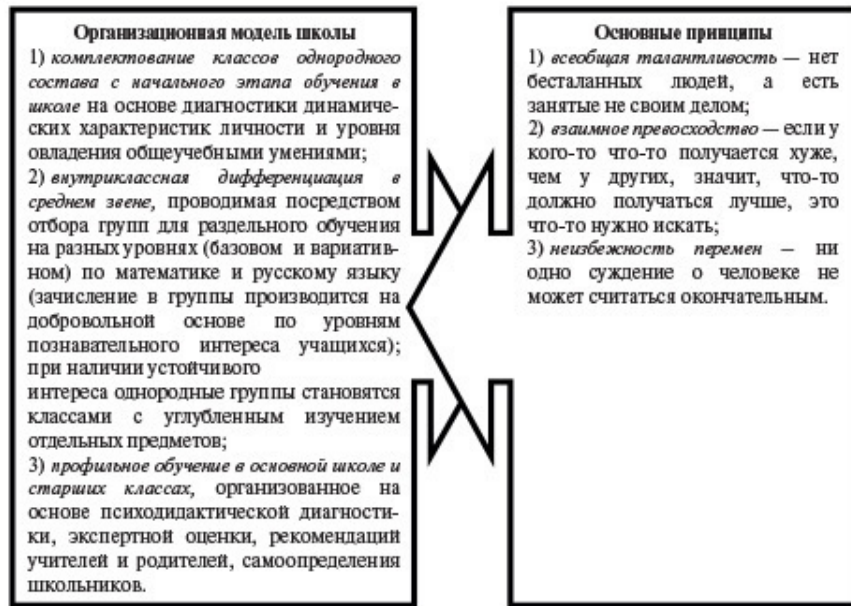 Организационная модель школы
1) комплектование классов однородного
состава с начального этапа обучения в
школе на основе диагностики динамиче-
ских характеристик личности и уровня
овладения общеучебными умениями;
2) внутриклассная дифференциация в
среднем звене, проводимая посредством
отбора групп для раздельного обучения
на разных уровнях (базовом и вариатив-
ном) по математике и русскому языку
(зачисление в группы производится на
добровольной основе по уровням
познавательного интереса учащихся);
при наличии устойчивого
интереса однородные группы становятся
классами с углубленным изучением
отдельных предметов;
3) профильное обучение в основной школе и
старших классах, организованное на
основе психодидактической диагности-
ки, экспертной оценки, рекомендаций
учителей и родителей, самоопределения
школьников.
Основные принципы
1) всеобщая талантливость — нет
бесталанных людей, а есть
занятые не своим делом;
2) взаимное превосходство — если у
кого-то что-то получается хуже,
чем у других, значит, что-то
должно получаться лучше, это
что-то нужно искать;
3) неизбежность перемен — ни
одно суждение о человеке не
может считаться окончательным.